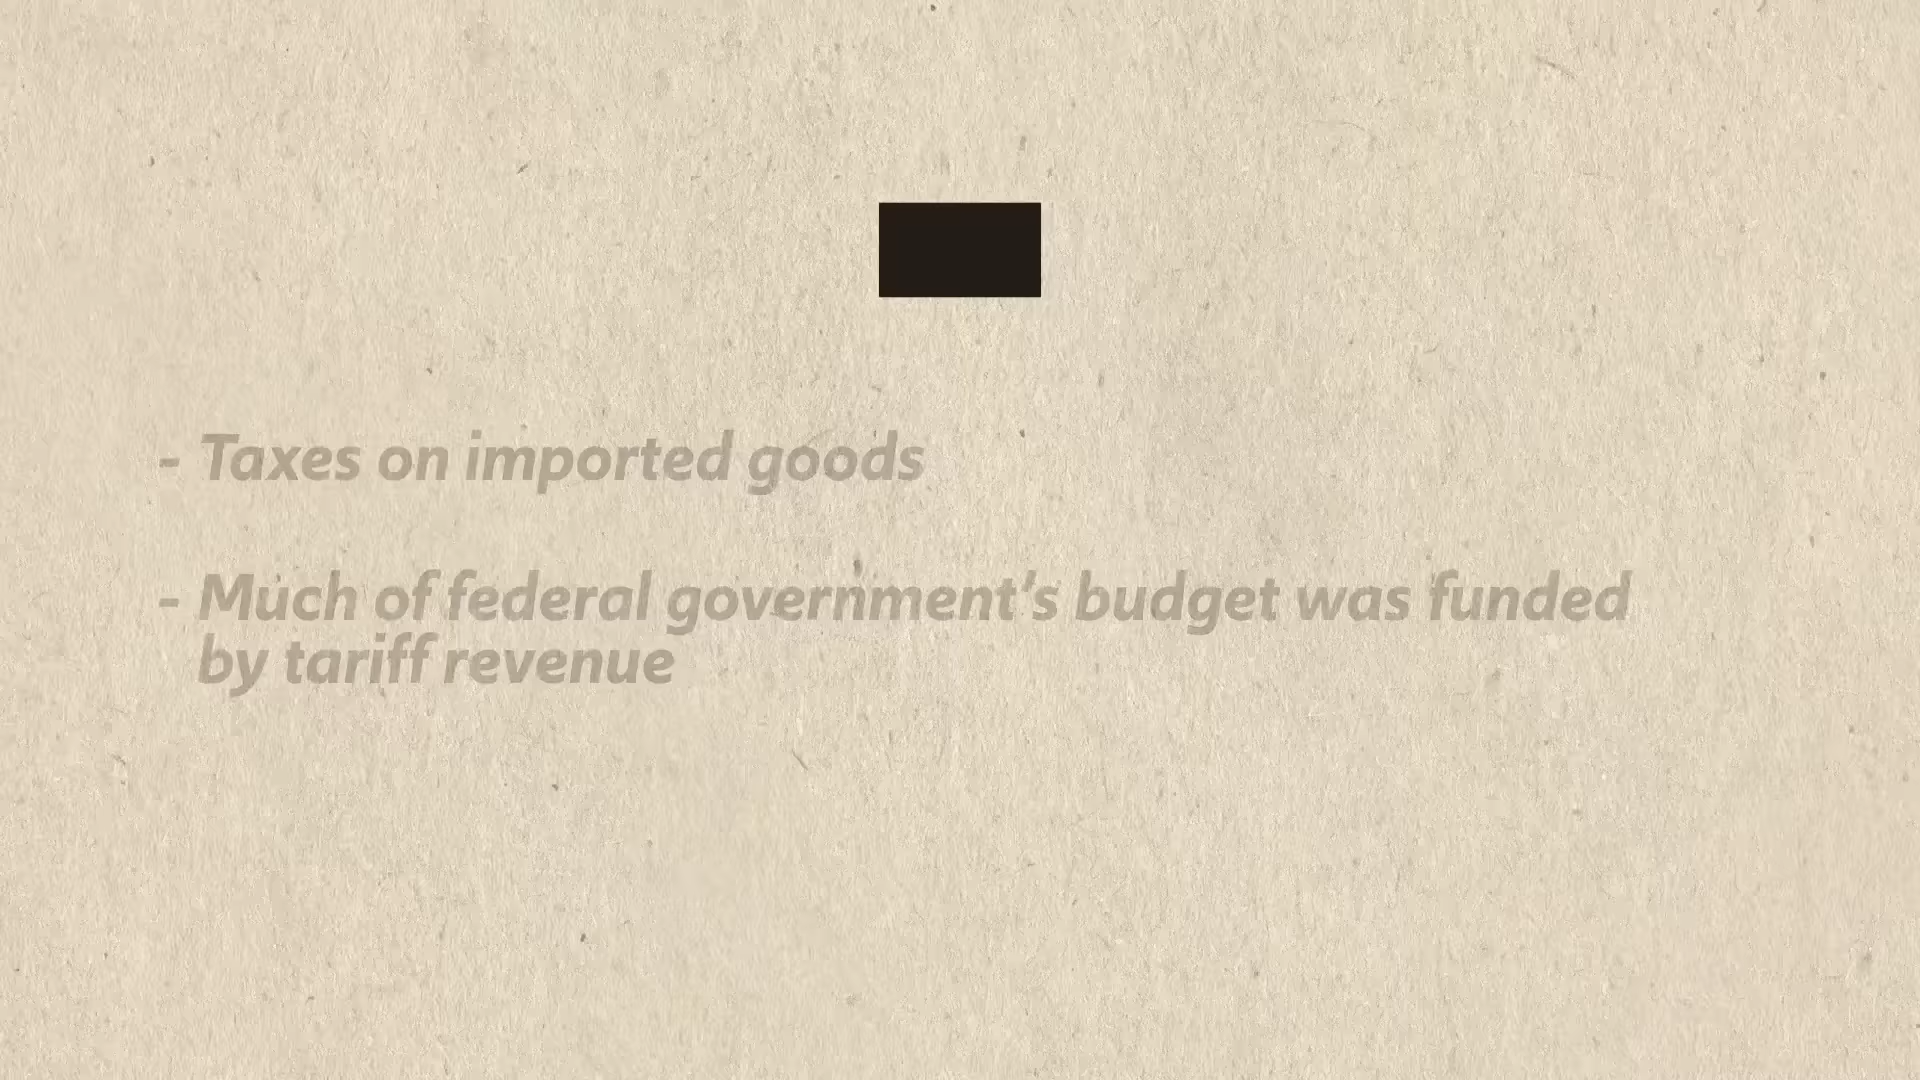 - Taxes on imported goods
- Much of federal government's budget was funded
by tariff revenue